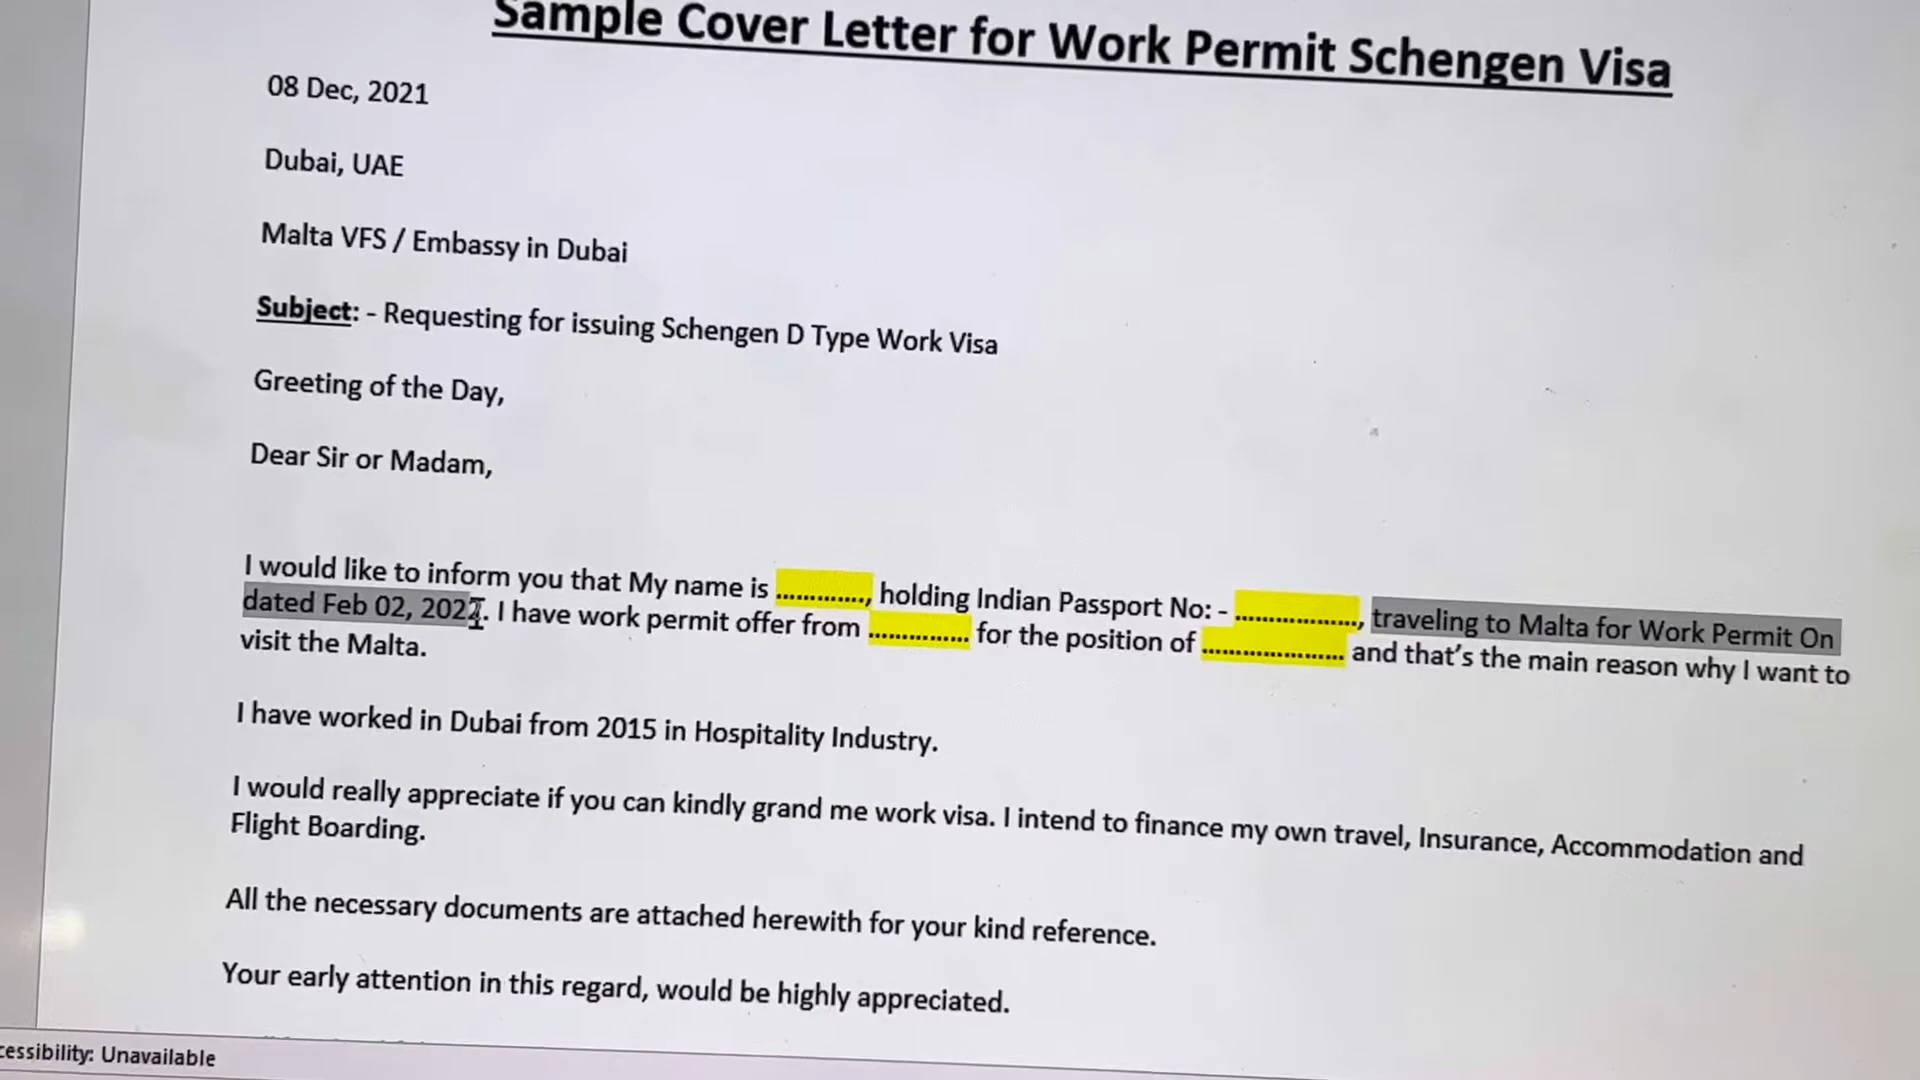 Sample Cover Letter for Work Permit Schengen Visa
08 Dec, 2021
Dubai, UAE
Malta VFS / Embassy in Dubai
Subject: - Requesting for issuing Schengen D Type Work Visa
Greeting of the Day,
Dear Sir or Madam,
I would like to inform you that My name is ............., holding Indian Passport No: - .................., traveling to Malta for Work Permit On
dated Feb 02, 2022. I have work permit offer from ............... for the position of ..................... and that's the main reason why I want to
visit the Malta.
I have worked in Dubai from 2015 in Hospitality Industry.
I would really appreciate if you can kindly grand me work visa. I intend to finance my own travel, Insurance, Accommodation and
Flight Boarding.
All the necessary documents are attached herewith for your kind reference.
Your early attention in this regard, would be highly appreciated.
cessibility: Unavailable